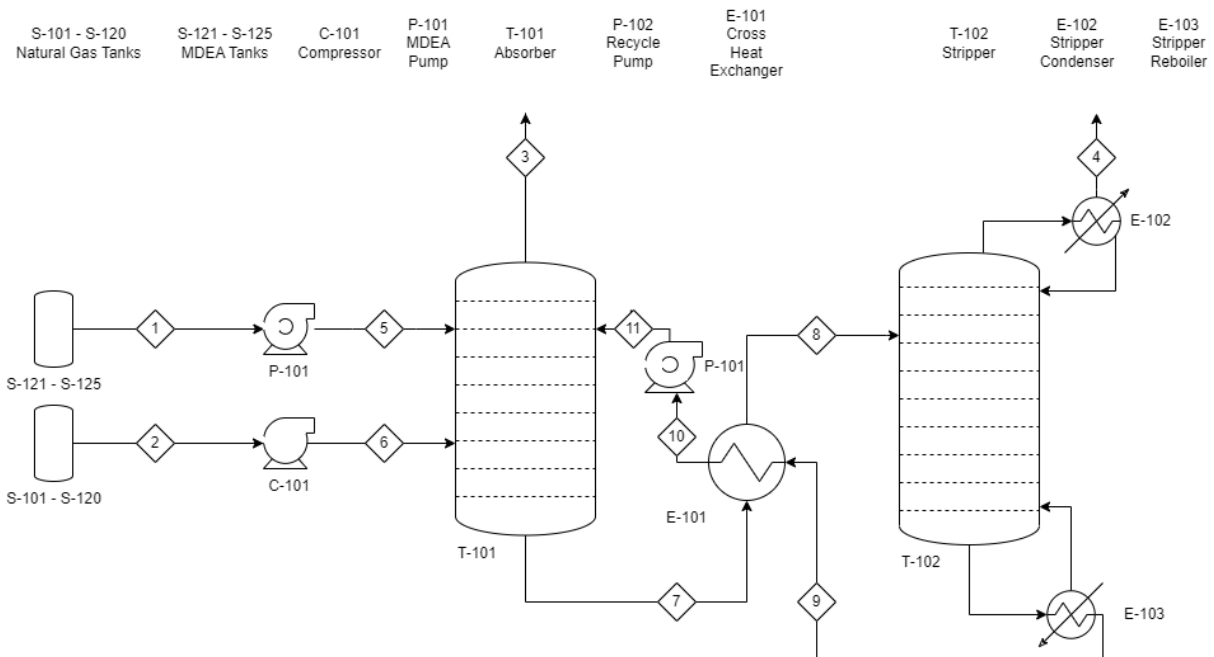 S-101 - S-120
Natural Gas Tanks
S-121 - S-125
MDEA Tanks
C-101
Compressor
P-101
MDEA
Pump
T-101
Absorber
P-102
Recycle
Pump
E-101
Cross
Heat
Exchanger
T-102
Stripper
E-102
Stripper
Condenser
E-103
Stripper
Reboiler
3
4
E-102
1
5
11
8
S-121 - S-125
P-101
P-101
2
6
10
S-101 - S-120
C-101
E-101
T-101
T-102
7
9
E-103